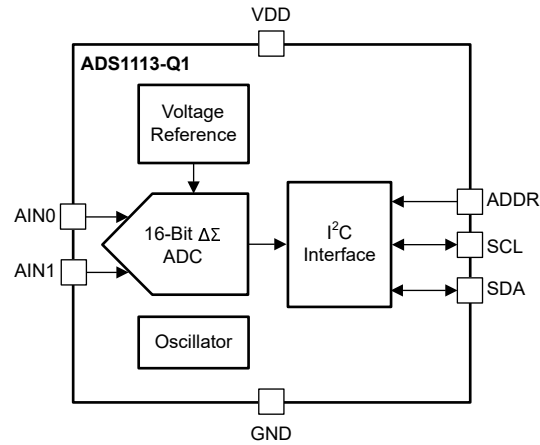 VDD
ADS1113-Q1
Voltage
Reference
AIN0
16-Bit ΔΣ
ADC
AIN1
I²C
Interface
ADDR
SCL
SDA
Oscillator
GND